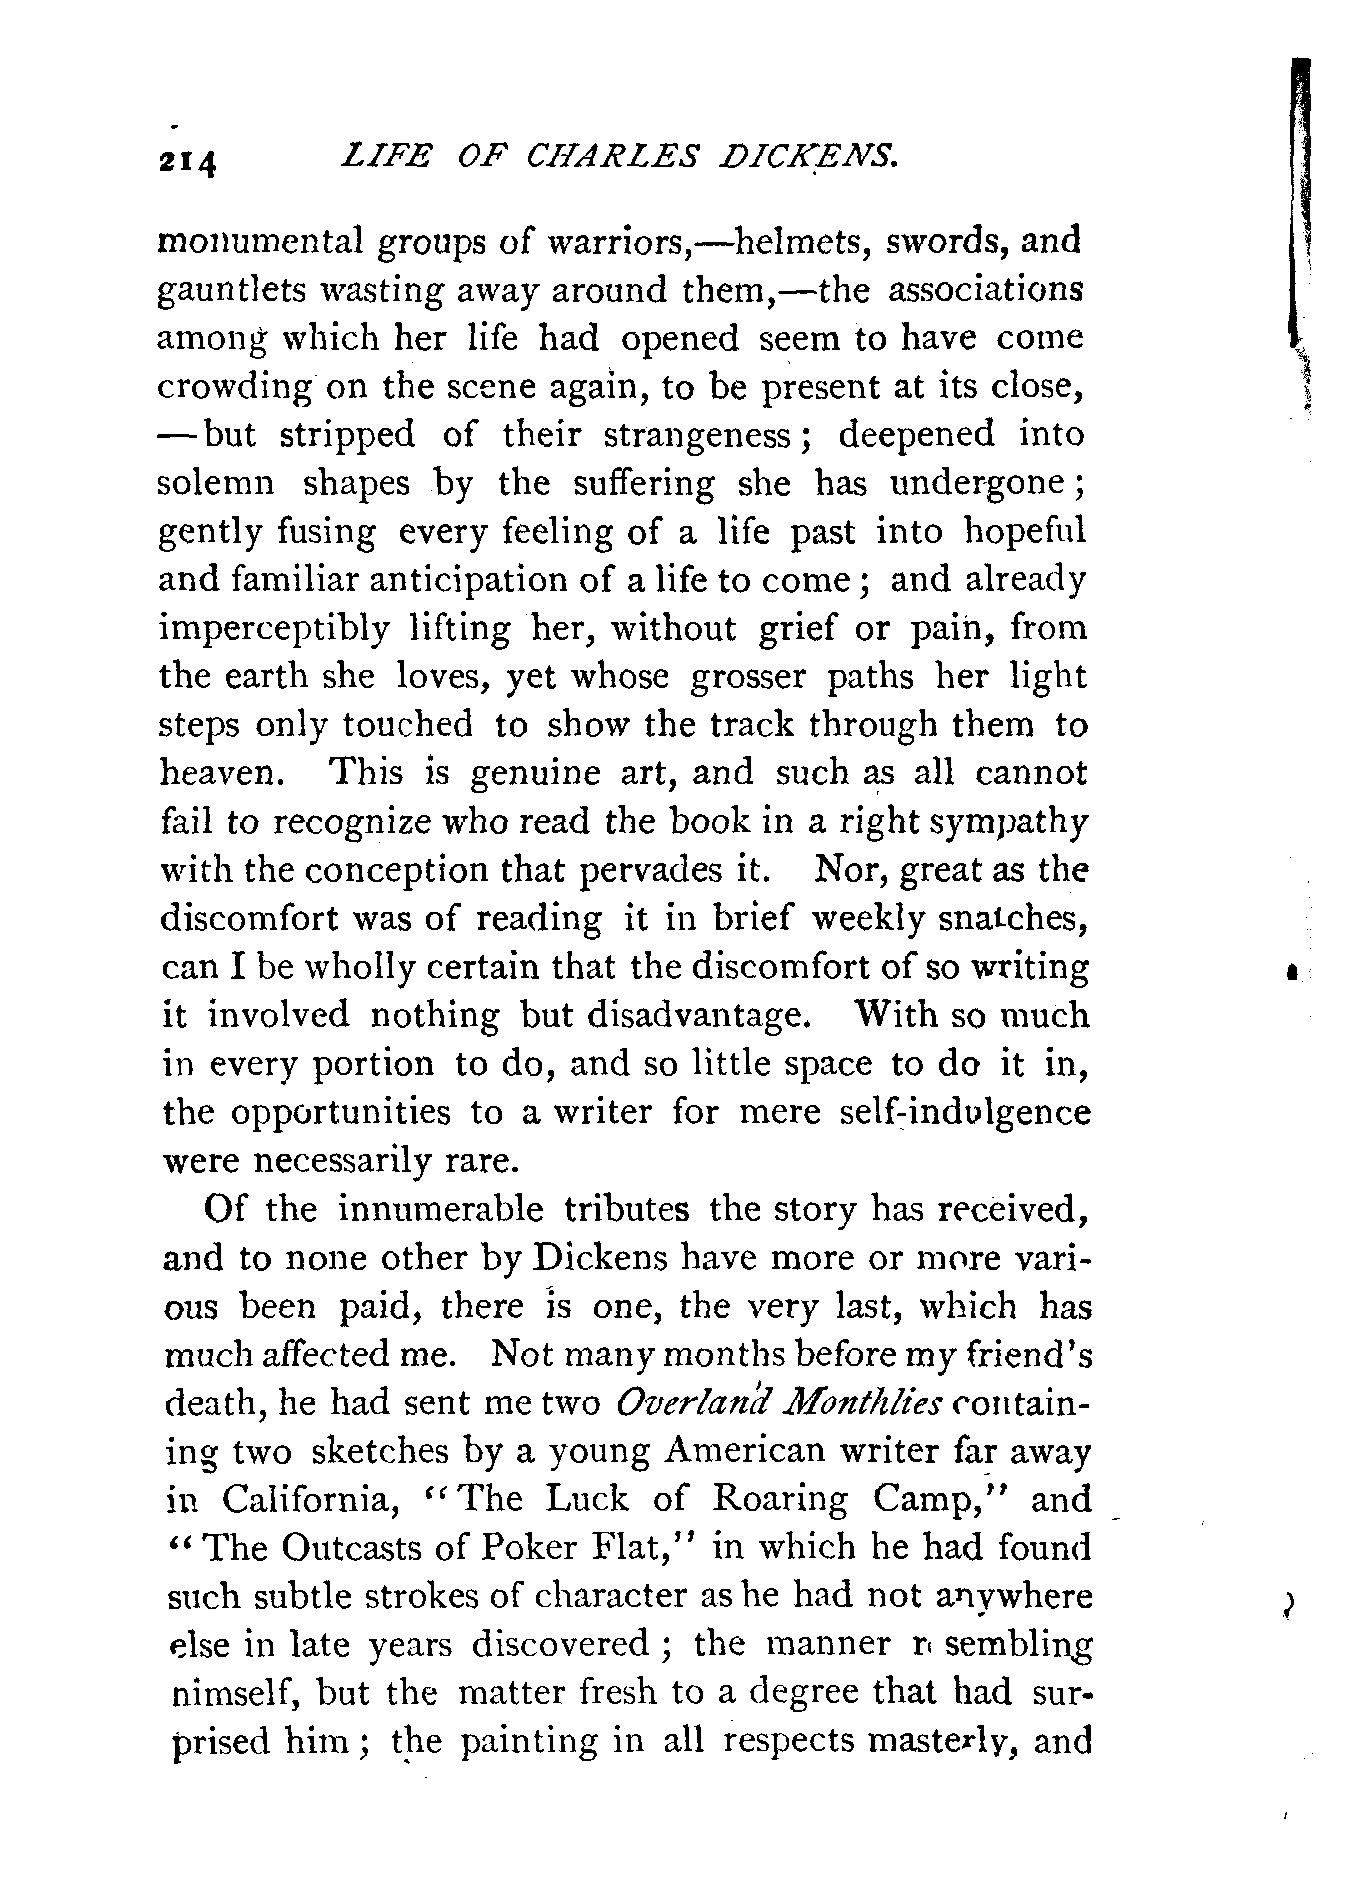 214 LIFE OF CHARLES DICKENS.
monumental groups of warriors,—helmets, swords, and
gauntlets wasting away around them,—the associations
among which her life had opened seem to have come
crowding on the scene again, to be present at its close,
—but stripped of their strangeness; deepened into
solemn shapes by the suffering she has undergone;
gently fusing every feeling of a life past into hopeful
and familiar anticipation of a life to come; and already
imperceptibly lifting her, without grief or pain, from
the earth she loves, yet whose grosser paths her light
steps only touched to show the track through them to
heaven. This is genuine art, and such as all cannot
fail to recognize who read the book in a right sympathy
with the conception that pervades it. Nor, great as the
discomfort was of reading it in brief weekly snatches,
can I be wholly certain that the discomfort of so writing
it involved nothing but disadvantage. With so much
in every portion to do, and so little space to do it in,
the opportunities to a writer for mere self-indulgence
were necessarily rare.
Of the innumerable tributes the story has received,
and to none other by Dickens have more or more vari-
ous been paid, there is one, the very last, which has
much affected me. Not many months before my friend's
death, he had sent me two Overland Monthlies contain-
ing two sketches by a young American writer far away
in California, "The Luck of Roaring Camp," and
"The Outcasts of Poker Flat," in which he had found
such subtle strokes of character as he had not anywhere
else in late years discovered; the manner resembling
himself, but the matter fresh to a degree that had sur-
prised him; the painting in all respects masterly, and